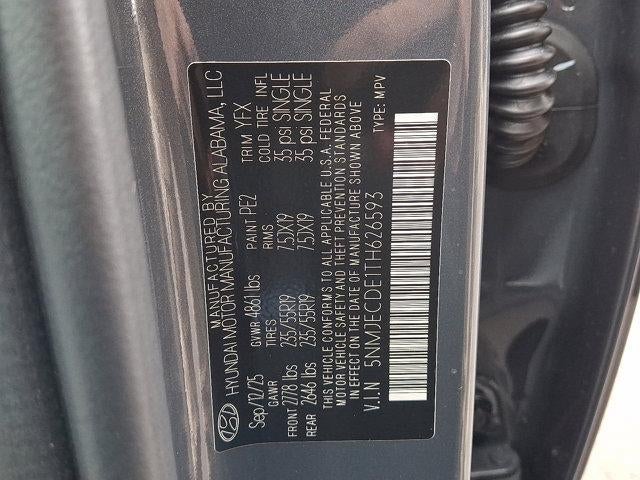 MANUFACTURED BY
HYUNDAI MOTOR MANUFACTURING ALABAMA, LLC
Sep/12/25 GVWR 4861 lbs PAINT PE2 TRIM YFX
GAWR TIRES RIMS COLD TIRE INFL
FRONT 2778 lbs 235/55R19 7.5JX19 35 psi SINGLE
REAR 2646 lbs 235/55R19 7.5JX19 35 psi SINGLE
THIS VEHICLE CONFORMS TO ALL APPLICABLE U.S.A. FEDERAL
MOTOR VEHICLE SAFETY AND THEFT PREVENTION STANDARDS
IN EFFECT ON THE DATE OF MANUFACTURE SHOWN ABOVE
V.I.N 5NMJECDE1TH626593 TYPE: MPV